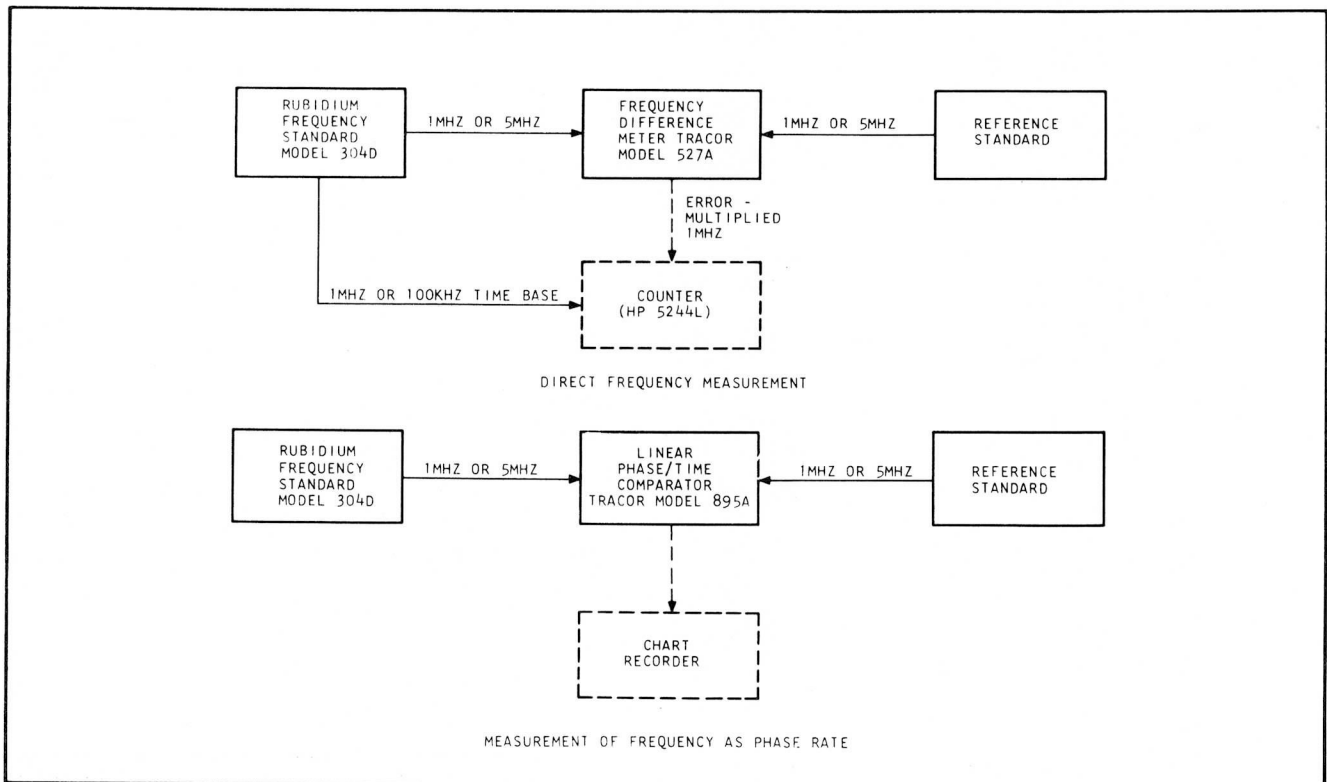 RUBIDIUM
FREQUENCY
STANDARD
MODEL 304D
1MHZ OR 5MHZ
FREQUENCY
DIFFERENCE
METER TRACOR
MODEL 527A
1MHZ OR 5MHZ
REFERENCE
STANDARD
ERROR -
MULTIPLIED
1MHZ
1MHZ OR 100KHZ TIME BASE
COUNTER
(HP 5244L)
DIRECT FREQUENCY MEASUREMENT
RUBIDIUM
FREQUENCY
STANDARD
MODEL 304D
1MHZ OR 5MHZ
LINEAR
PHASE/TIME
COMPARATOR
TRACOR MODEL 895A
1MHZ OR 5MHZ
REFERENCE
STANDARD
CHART
RECORDER
MEASUREMENT OF FREQUENCY AS PHASE RATE